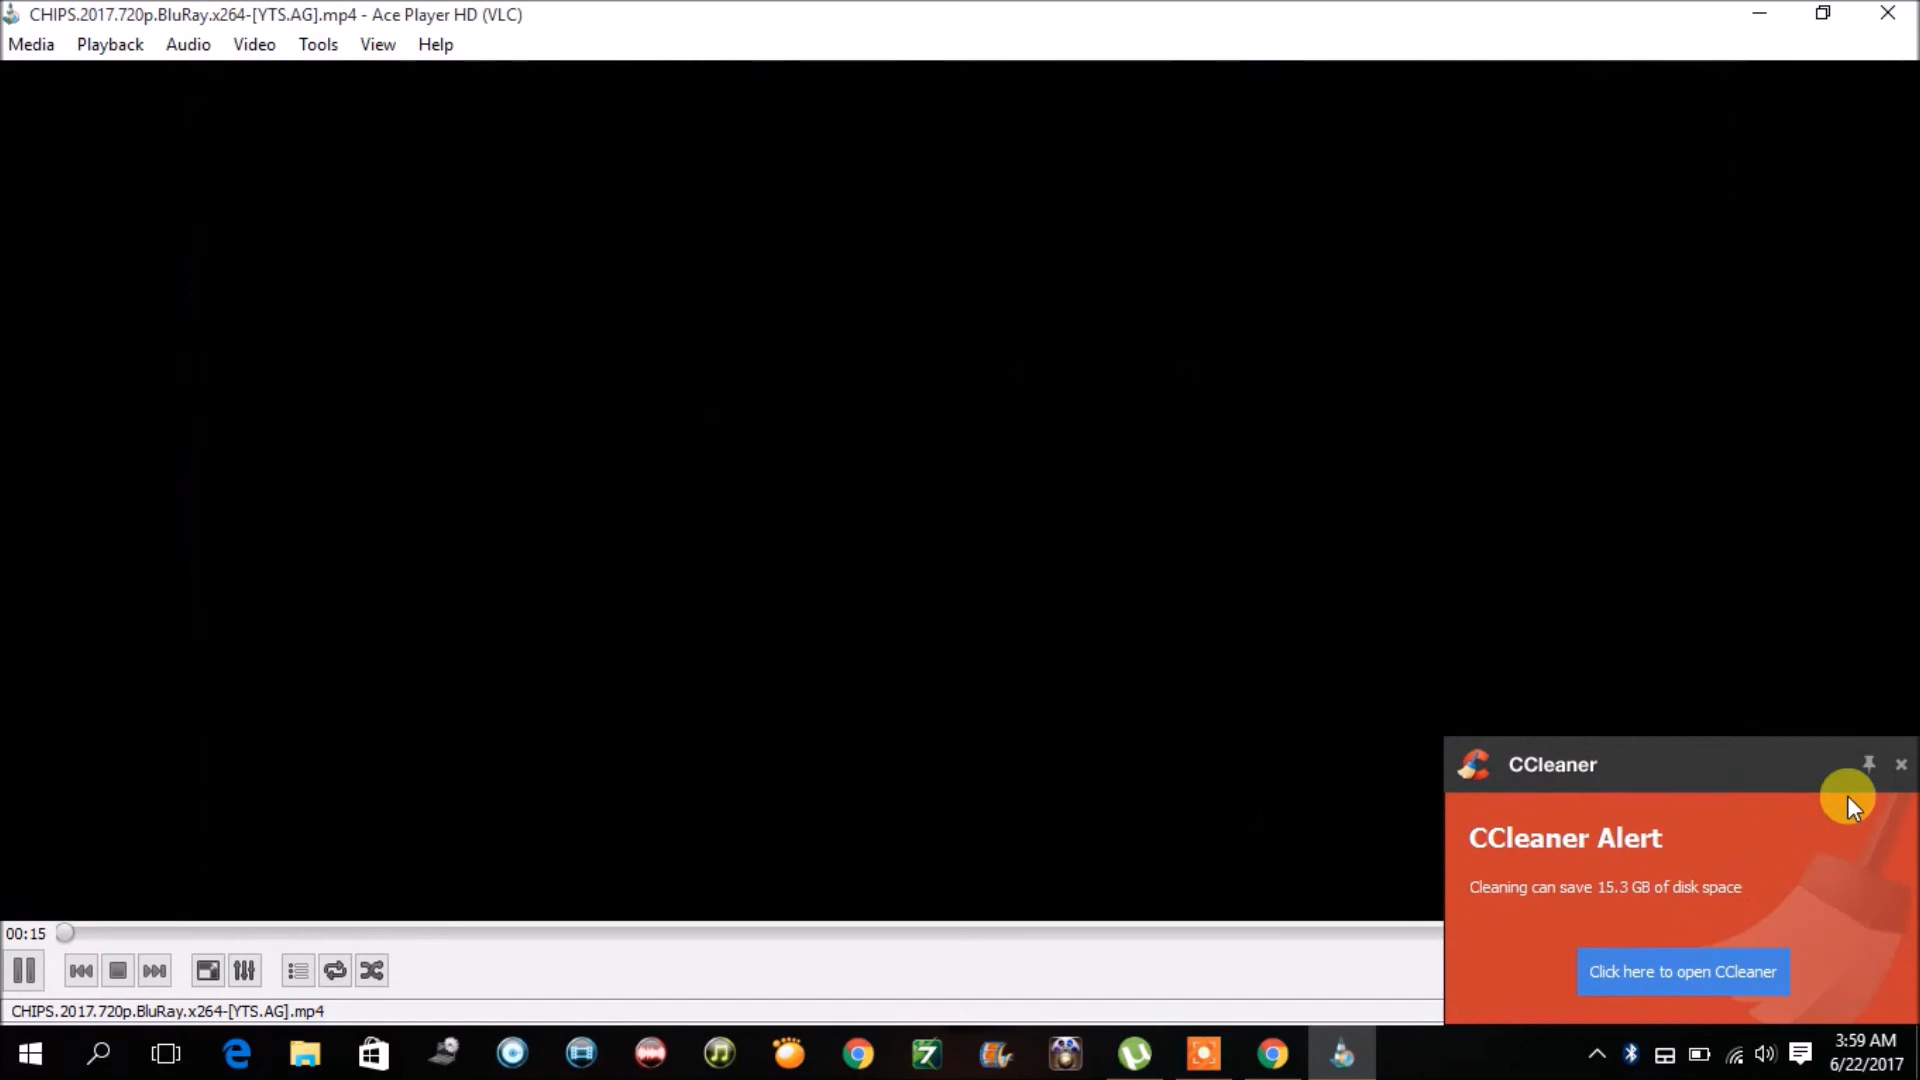 CHIPS.2017.720p.BluRay.x264-[YTS.AG].mp4 - Ace Player HD (VLC)
Media Playback Audio Video Tools View Help
CCleaner
CCleaner Alert
Cleaning can save 15.3 GB of disk space
Click here to open CCleaner
00:15
CHIPS.2017.720p.BluRay.x264-[YTS.AG].mp4
3:59 AM
6/22/2017